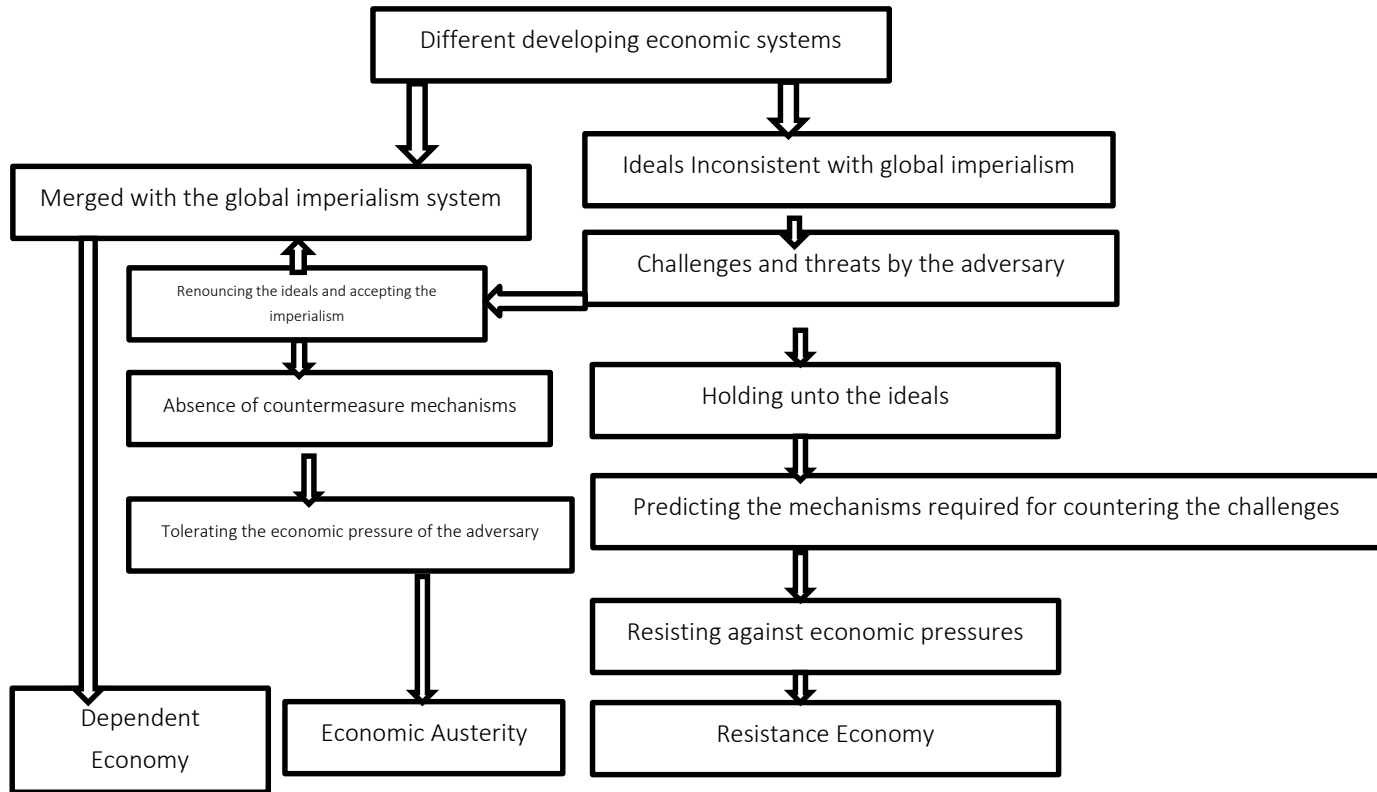 Different developing economic systems
Ideals Inconsistent with global imperialism
Merged with the global imperialism system
Challenges and threats by the adversary
Renouncing the ideals and accepting the
imperialism
Holding unto the ideals
Absence of countermeasure mechanisms
Predicting the mechanisms required for countering the challenges
Tolerating the economic pressure of the adversary
Resisting against economic pressures
Dependent
Economy
Economic Austerity
Resistance Economy